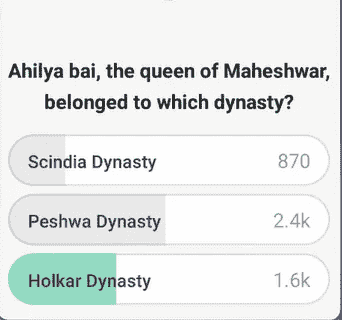 Ahilya bai, the queen of Maheshwar,
belonged to which dynasty?
Scindia Dynasty 870
Peshwa Dynasty 2.4k
Holkar Dynasty 1.6k